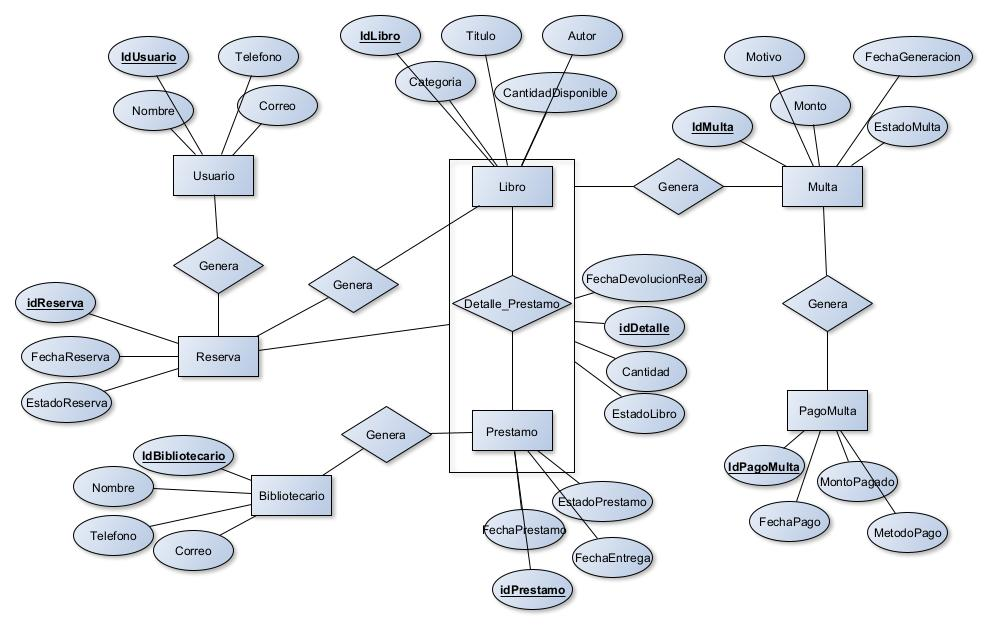 IdLibro
Titulo
Autor
IdUsuario
Telefono
Motivo
FechaGeneracion
Categoria
CantidadDisponible
Nombre
Correo
Monto
IdMulta
EstadoMulta
Usuario
Libro
Genera
Multa
Genera
Genera
FechaDevolucionReal
idReserva
Detalle_Prestamo
Genera
idDetalle
FechaReserva
Reserva
Cantidad
EstadoReserva
EstadoLibro
PagoMulta
Genera
Prestamo
IdBibliotecario
IdPagoMulta
Nombre
Bibliotecario
MontoPagado
EstadoPrestamo
Telefono
FechaPrestamo
FechaPago
MetodoPago
Correo
FechaEntrega
idPrestamo